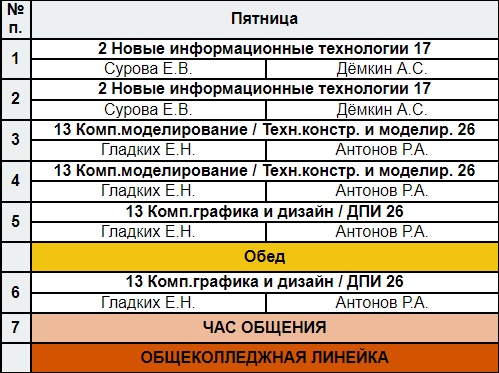 № п.
Пятница
1
2 Новые информационные технологии 17
Сурова Е.В. Дёмкин А.С.
2
2 Новые информационные технологии 17
Сурова Е.В. Дёмкин А.С.
3
13 Комп.моделирование / Техн.констр. и моделир. 26
Гладких Е.Н. Антонов Р.А.
4
13 Комп.моделирование / Техн.констр. и моделир. 26
Гладких Е.Н. Антонов Р.А.
5
13 Комп.графика и дизайн / ДПИ 26
Гладких Е.Н. Антонов Р.А.
Обед
6
13 Комп.графика и дизайн / ДПИ 26
Гладких Е.Н. Антонов Р.А.
7
ЧАС ОБЩЕНИЯ
ОБЩЕКОЛЛЕДЖНАЯ ЛИНЕЙКА